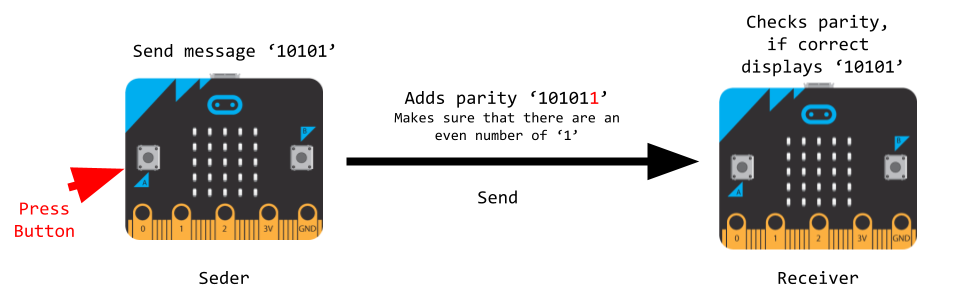 Send message ‘10101’
A
B
0
1
2
3V
GND
Press
Button
Seder
Adds parity ‘101011’
Makes sure that there are an
even number of ‘1’
Send
Checks parity,
if correct
displays ‘10101’
A
B
0
1
2
3V
GND
Receiver